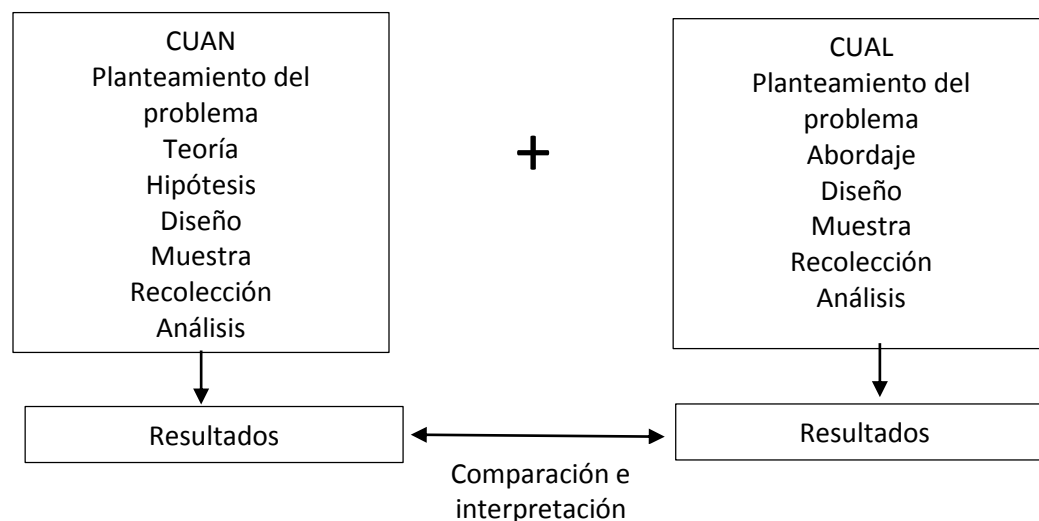 CUAN
Planteamiento del
problema
Teoría
Hipótesis
Diseño
Muestra
Recolección
Análisis
+
CUAL
Planteamiento del
problema
Abordaje
Diseño
Muestra
Recolección
Análisis
Resultados
Resultados
Comparación e
interpretación